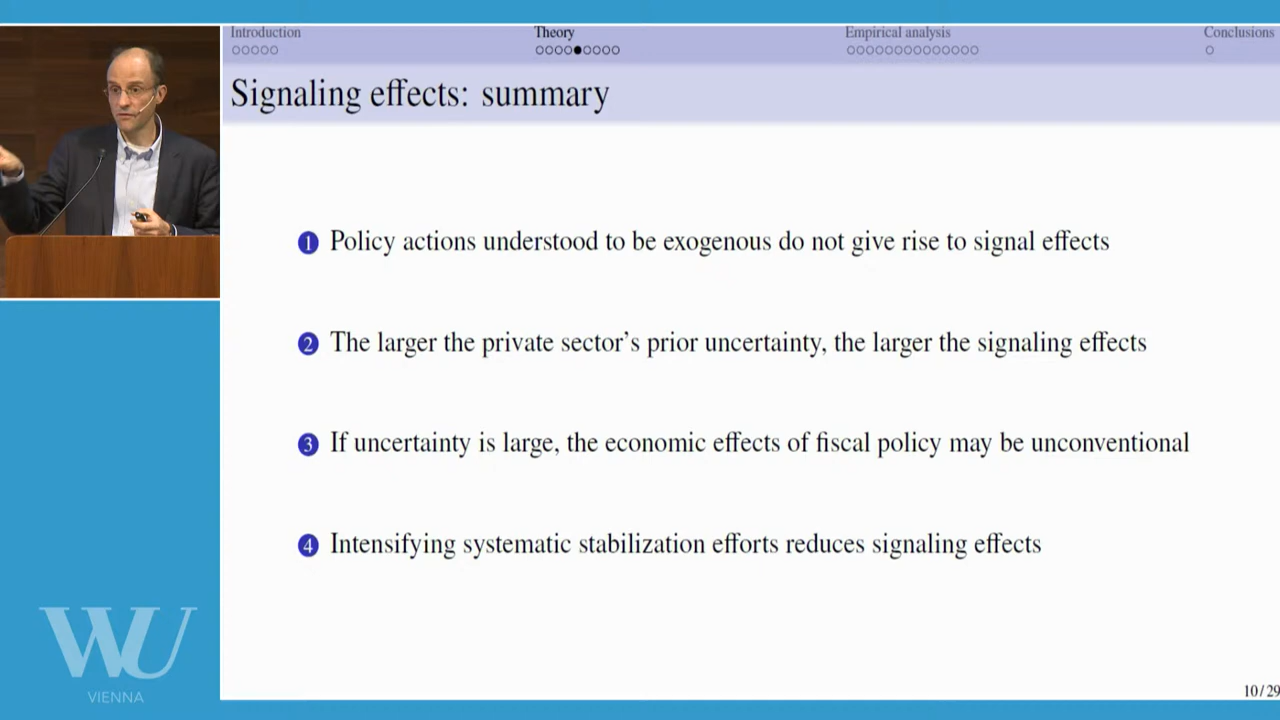 Introduction
Theory
Empirical analysis
Conclusions
Signaling effects: summary
1 Policy actions understood to be exogenous do not give rise to signal effects
2 The larger the private sector's prior uncertainty, the larger the signaling effects
3 If uncertainty is large, the economic effects of fiscal policy may be unconventional
4 Intensifying systematic stabilization efforts reduces signaling effects
WU
VIENNA
10/29